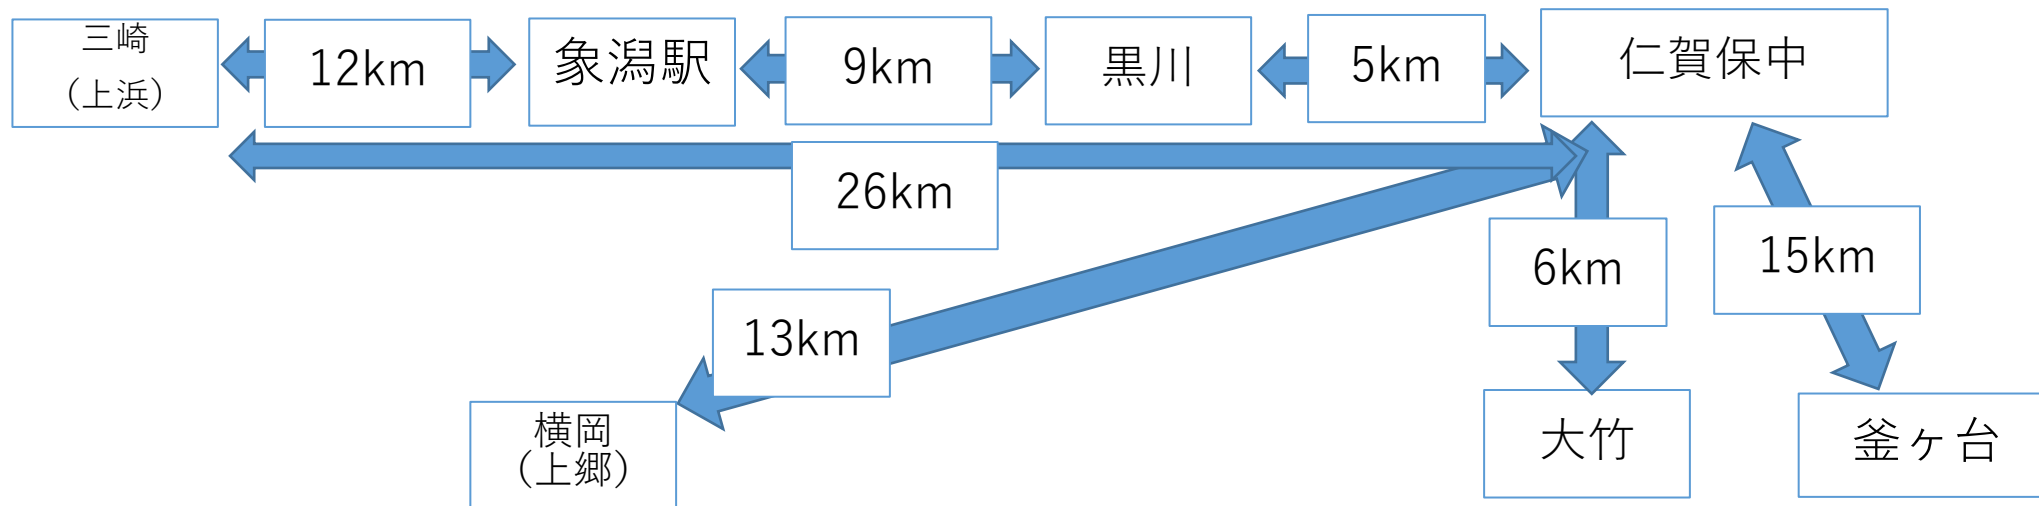 三崎
（上浜）
12km
象潟駅
9km
黒川
5km
仁賀保中
26km
13km
6km
15km
横岡
（上郷）
大竹
釜ヶ台